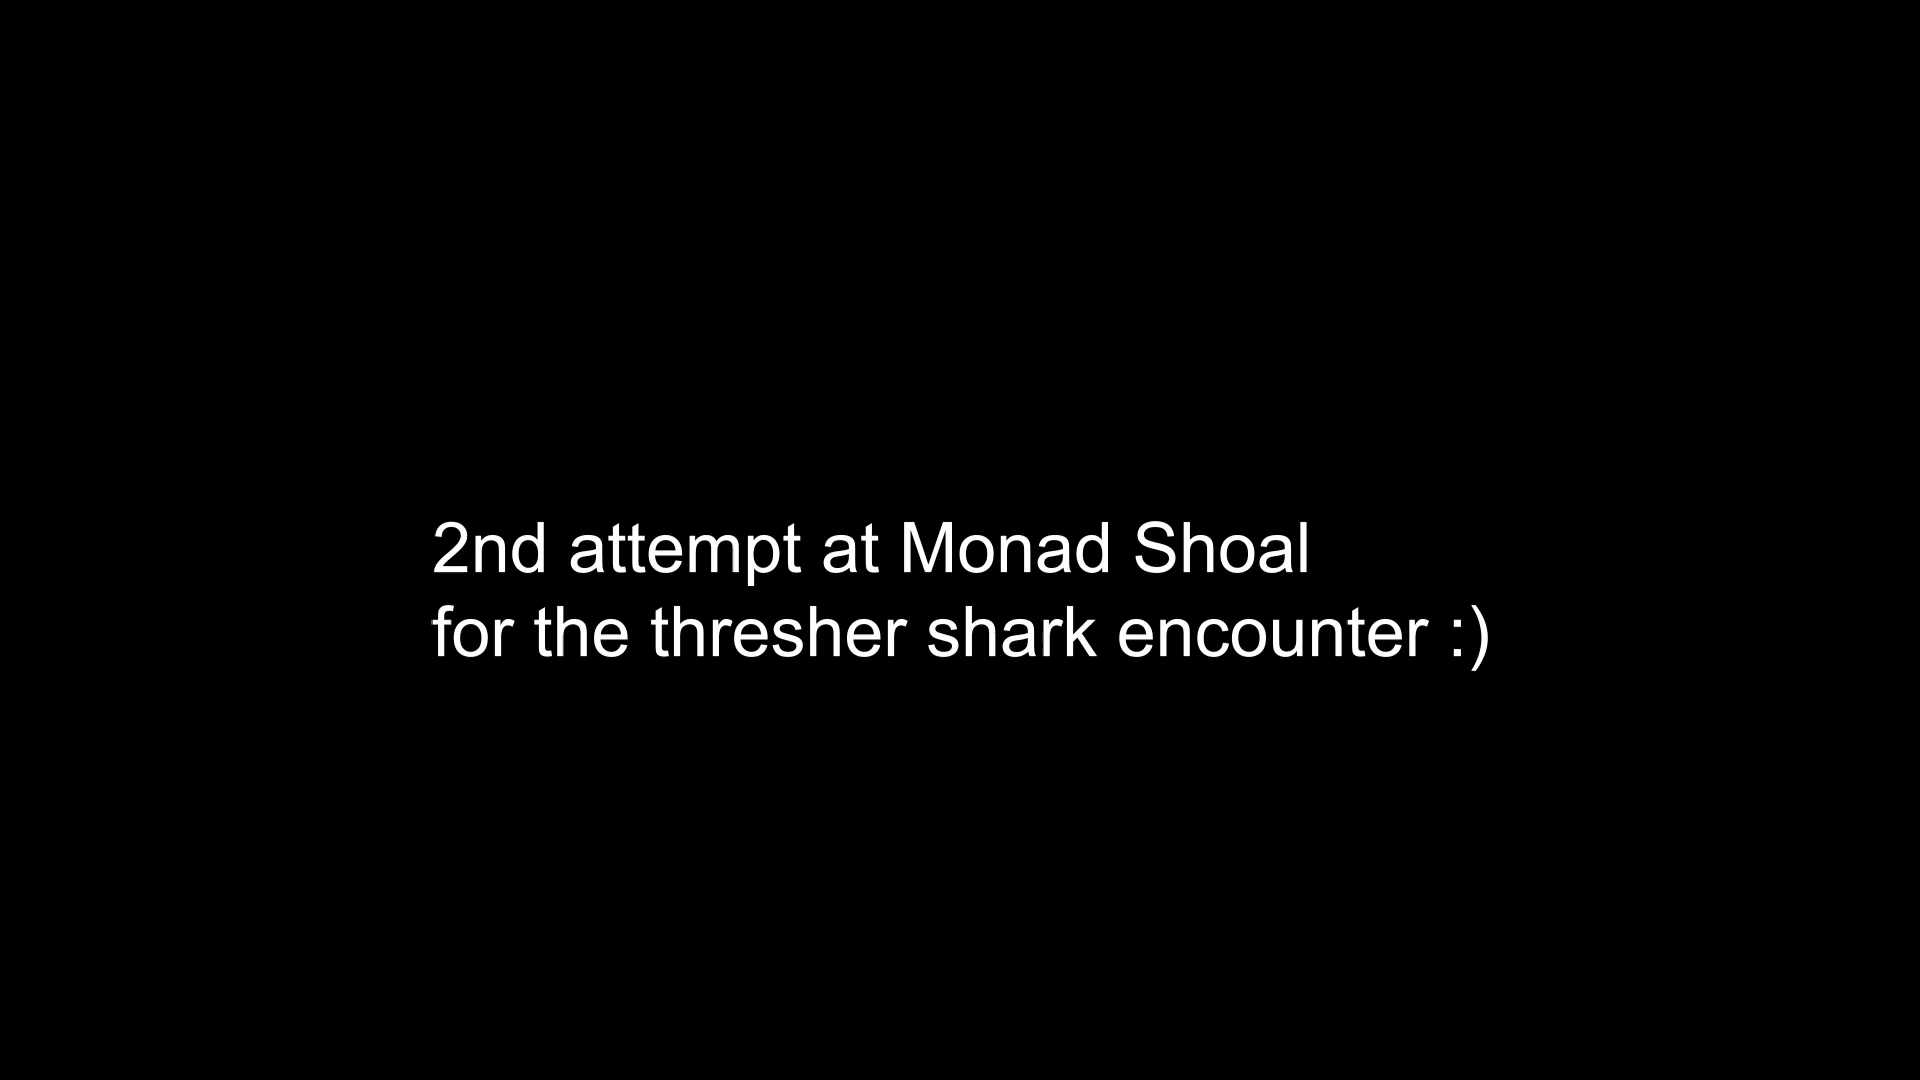 2nd attempt at Monad Shoal
for the thresher shark encounter :)